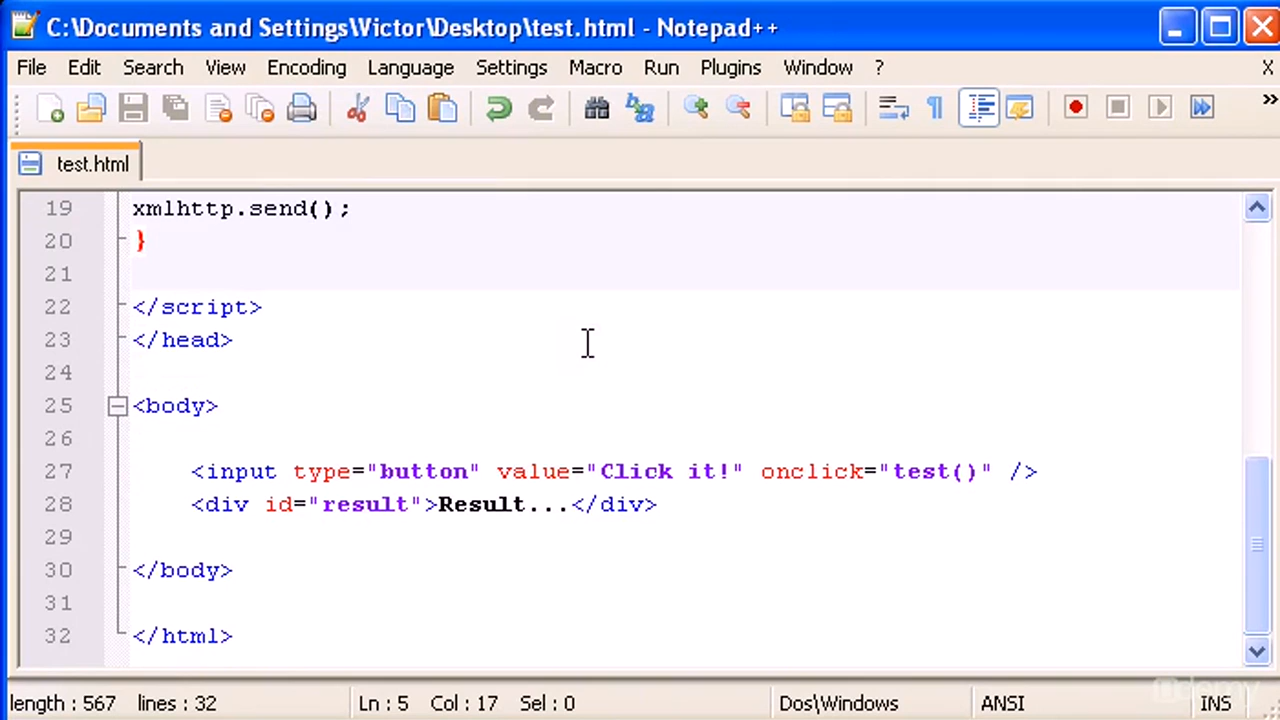 C:\Documents and Settings\Victor\Desktop\test.html - Notepad++
File Edit Search View Encoding Language Settings Macro Run Plugins Window ? X
test.html
19 xmlhttp.send();
20 }
21
22 </script>
23 </head>
24
25 <body>
26
27 <input type="button" value="Click it!" onclick="test()" />
28 <div id="result">Result...</div>
29
30 </body>
31
32 </html>
length : 567 lines : 32 Ln : 5 Col : 17 Sel : 0 Dos\Windows ANSI INS
udemy